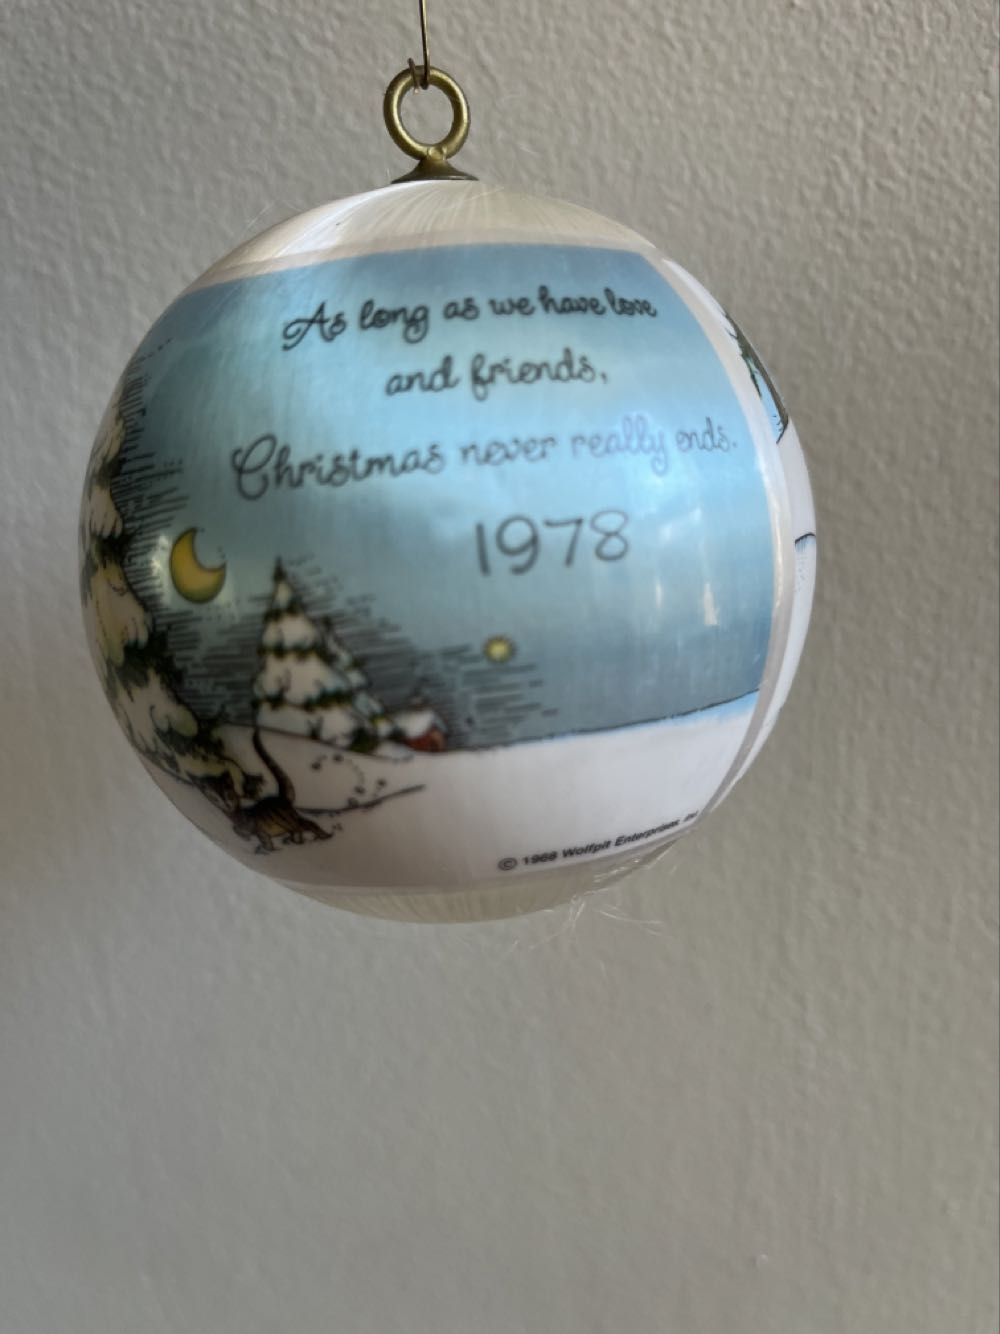 As long as we have love
and friends,
Christmas never really ends.
1978
© 1968 Wolfpit Enterprises, Inc.